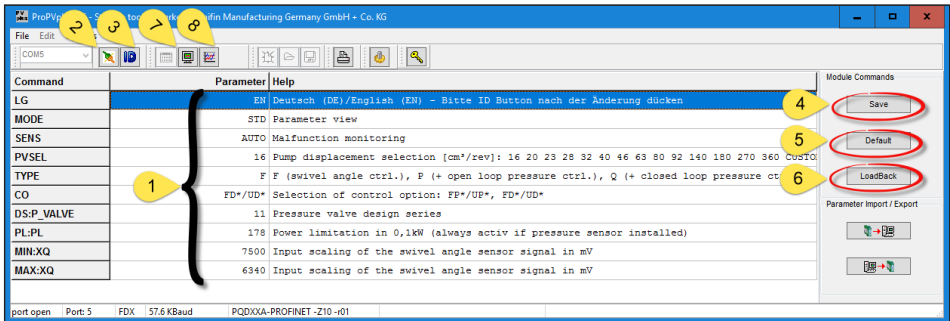 ProPVpl S too rke ifin Manufacturing Germany GmbH + Co. KG
File Edit s
COM5
ID
2
3
7
8
Command Parameter Help
LG EN Deutsch (DE)/English (EN) - Bitte ID Button nach der Änderung dücken
MODE STD Parameter view
SENS AUTO Malfunction monitoring
PVSEL 16 Pump displacement selection [cm³/rev]: 16 20 23 28 32 40 46 63 80 92 140 180 270 360 CUSTO
TYPE F F (swivel angle ctrl.), P (+ open loop pressure ctrl.), Q (+ closed loop pressure ct
CO FD*/UD* Selection of control option: FP*/UP*, FD*/UD*
DS:P_VALVE 11 Pressure valve design series
PL:PL 178 Power limitation in 0,1kW (always activ if pressure sensor installed)
MIN:XQ 7500 Input scaling of the swivel angle sensor signal in mV
MAX:XQ 6340 Input scaling of the swivel angle sensor signal in mV
1
Module Commands
4 Save
5 Default
6 LoadBack
Parameter Import / Export
port open Port: 5 FDX 57.6 KBaud PQDXXA-PROFINET -Z10 -r01